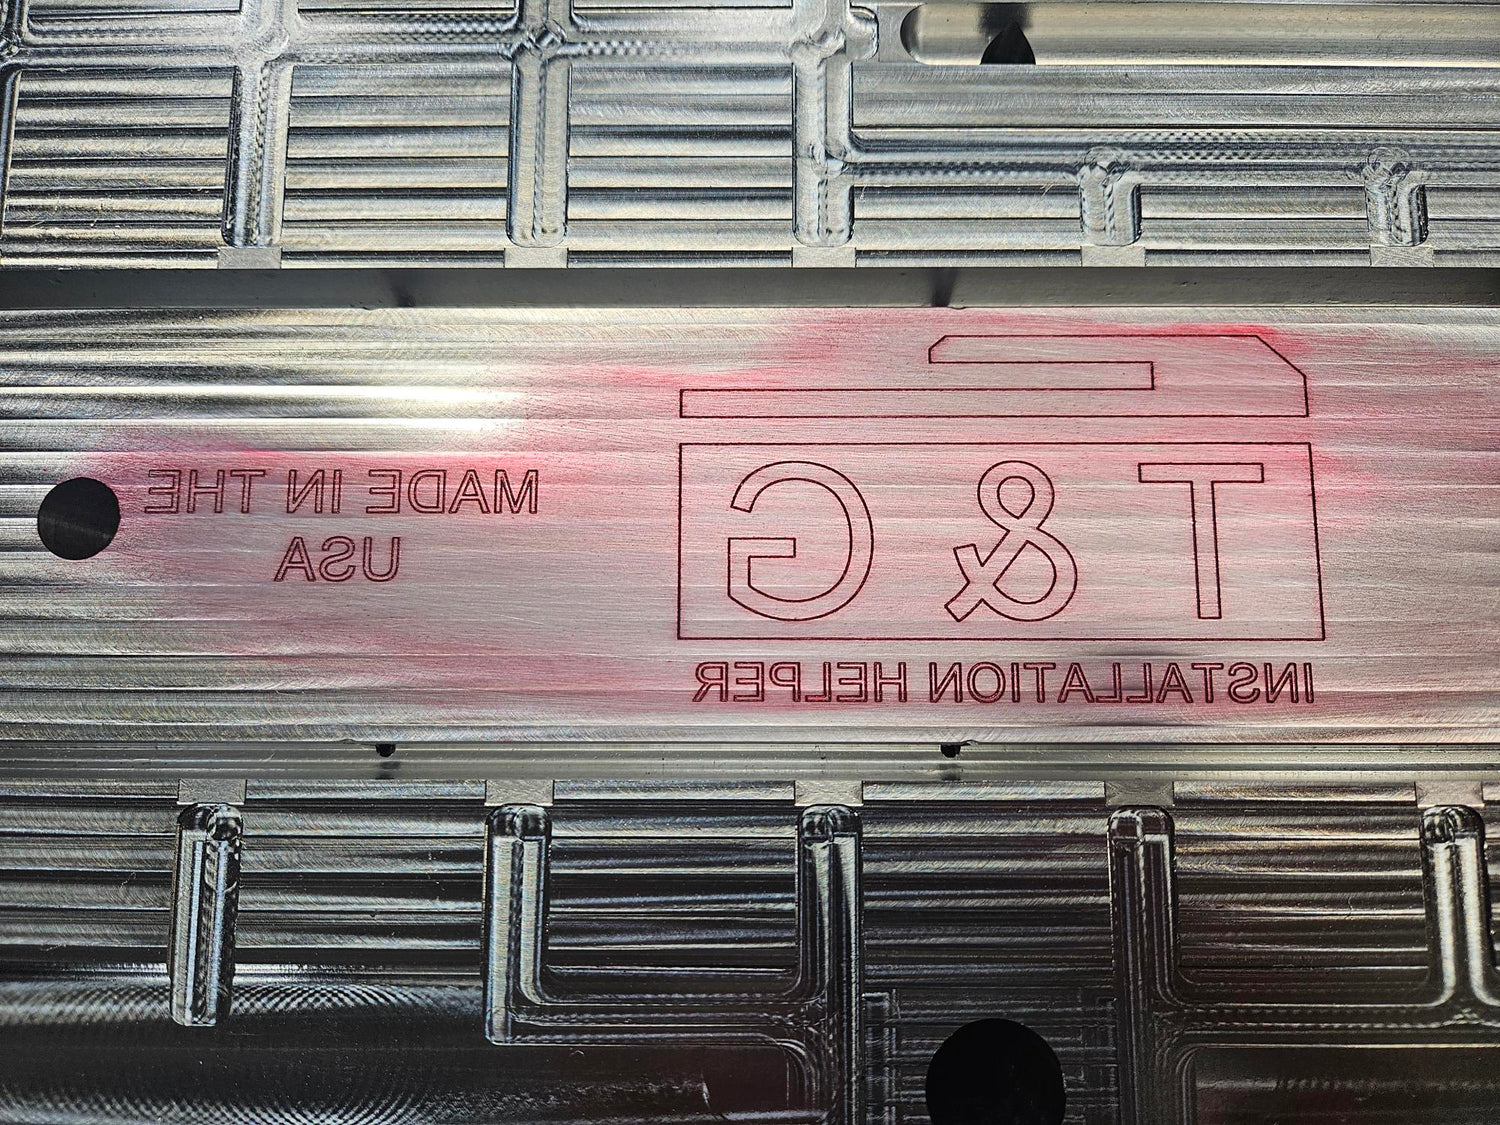 T&G
INSTALLATION HELPER
MADE IN THE
USA